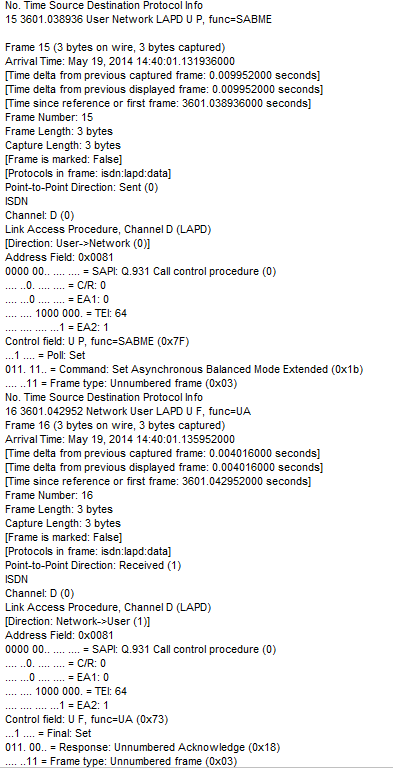 No. Time Source Destination Protocol Info
15 3601.038936 User Network LAPD U P, func=SABME
Frame 15 (3 bytes on wire, 3 bytes captured)
Arrival Time: May 19, 2014 14:40:01.131936000
[Time delta from previous captured frame: 0.009952000 seconds]
[Time delta from previous displayed frame: 0.009952000 seconds]
[Time since reference or first frame: 3601.038936000 seconds]
Frame Number: 15
Frame Length: 3 bytes
Capture Length: 3 bytes
[Frame is marked: False]
[Protocols in frame: isdn:lapd:data]
Point-to-Point Direction: Sent (0)
ISDN
Channel: D (0)
Link Access Procedure, Channel D (LAPD)
[Direction: User->Network (0)]
Address Field: 0x0081
0000 00.. .... .... = SAPI: Q.931 Call control procedure (0)
.... ..0. .... .... = C/R: 0
.... ...0 .... .... = EA1: 0
.... .... 1000 000. = TEI: 64
.... .... .... ...1 = EA2: 1
Control field: U P, func=SABME (0x7F)
...1 .... = Poll: Set
011. 11.. = Command: Set Asynchronous Balanced Mode Extended (0x1b)
.... ..11 = Frame type: Unnumbered frame (0x03)
No. Time Source Destination Protocol Info
16 3601.042952 Network User LAPD U F, func=UA
Frame 16 (3 bytes on wire, 3 bytes captured)
Arrival Time: May 19, 2014 14:40:01.135952000
[Time delta from previous captured frame: 0.004016000 seconds]
[Time delta from previous displayed frame: 0.004016000 seconds]
[Time since reference or first frame: 3601.042952000 seconds]
Frame Number: 16
Frame Length: 3 bytes
Capture Length: 3 bytes
[Frame is marked: False]
[Protocols in frame: isdn:lapd:data]
Point-to-Point Direction: Received (1)
ISDN
Channel: D (0)
Link Access Procedure, Channel D (LAPD)
[Direction: Network->User (1)]
Address Field: 0x0081
0000 00.. .... .... = SAPI: Q.931 Call control procedure (0)
.... ..0. .... .... = C/R: 0
.... ...0 .... .... = EA1: 0
.... .... 1000 000. = TEI: 64
.... .... .... ...1 = EA2: 1
Control field: U F, func=UA (0x73)
...1 .... = Final: Set
011. 00.. = Response: Unnumbered Acknowledge (0x18)
.... ..11 = Frame type: Unnumbered frame (0x03)